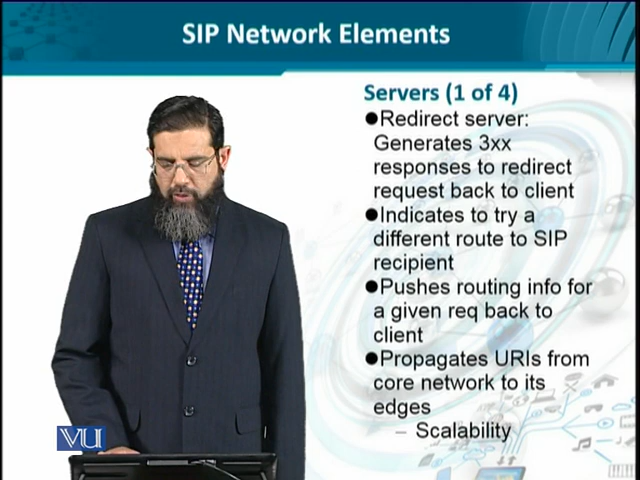 SIP Network Elements
Servers (1 of 4)
●Redirect server:
Generates 3xx
responses to redirect
request back to client
●Indicates to try a
different route to SIP
recipient
●Pushes routing info for
a given req back to
client
●Propagates URIs from
core network to its
edges
– Scalability
VU